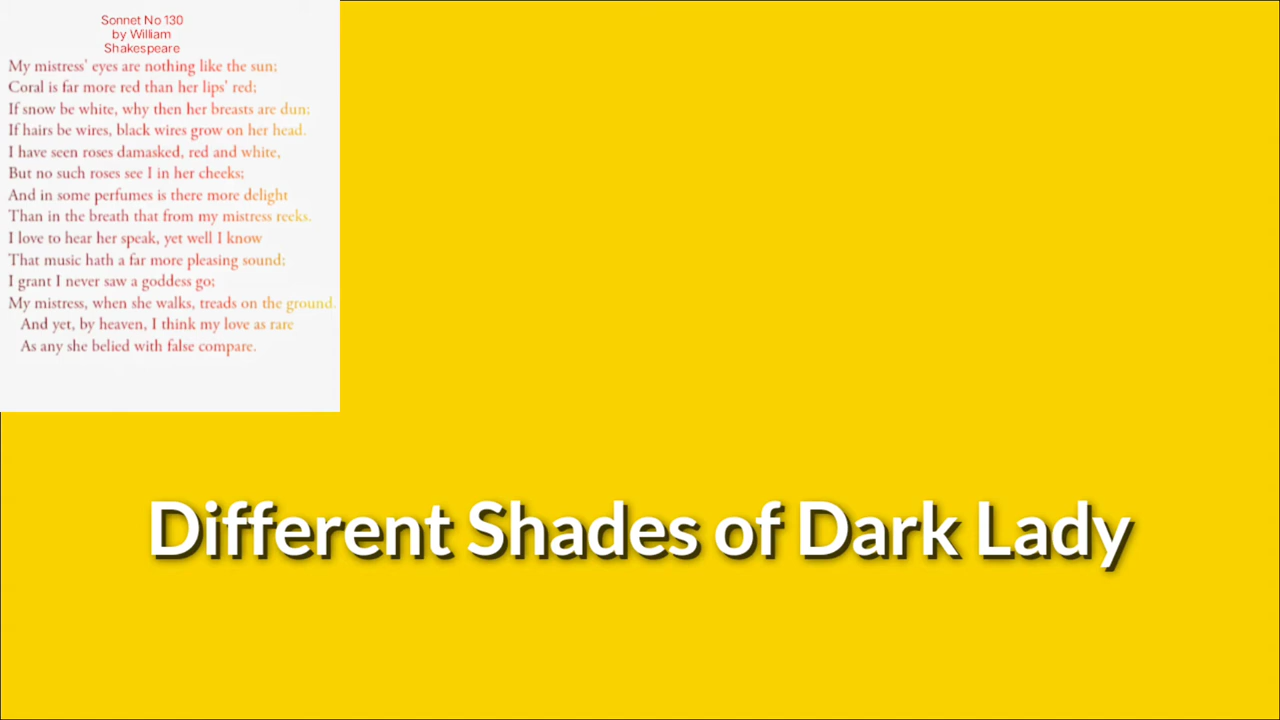 Sonnet No 130
by William
Shakespeare
My mistress' eyes are nothing like the sun;
Coral is far more red than her lips' red;
If snow be white, why then her breasts are dun;
If hairs be wires, black wires grow on her head.
I have seen roses damasked, red and white,
But no such roses see I in her cheeks;
And in some perfumes is there more delight
Than in the breath that from my mistress reeks.
I love to hear her speak, yet well I know
That music hath a far more pleasing sound;
I grant I never saw a goddess go;
My mistress, when she walks, treads on the ground.
And yet, by heaven, I think my love as rare
As any she belied with false compare.
Different Shades of Dark Lady